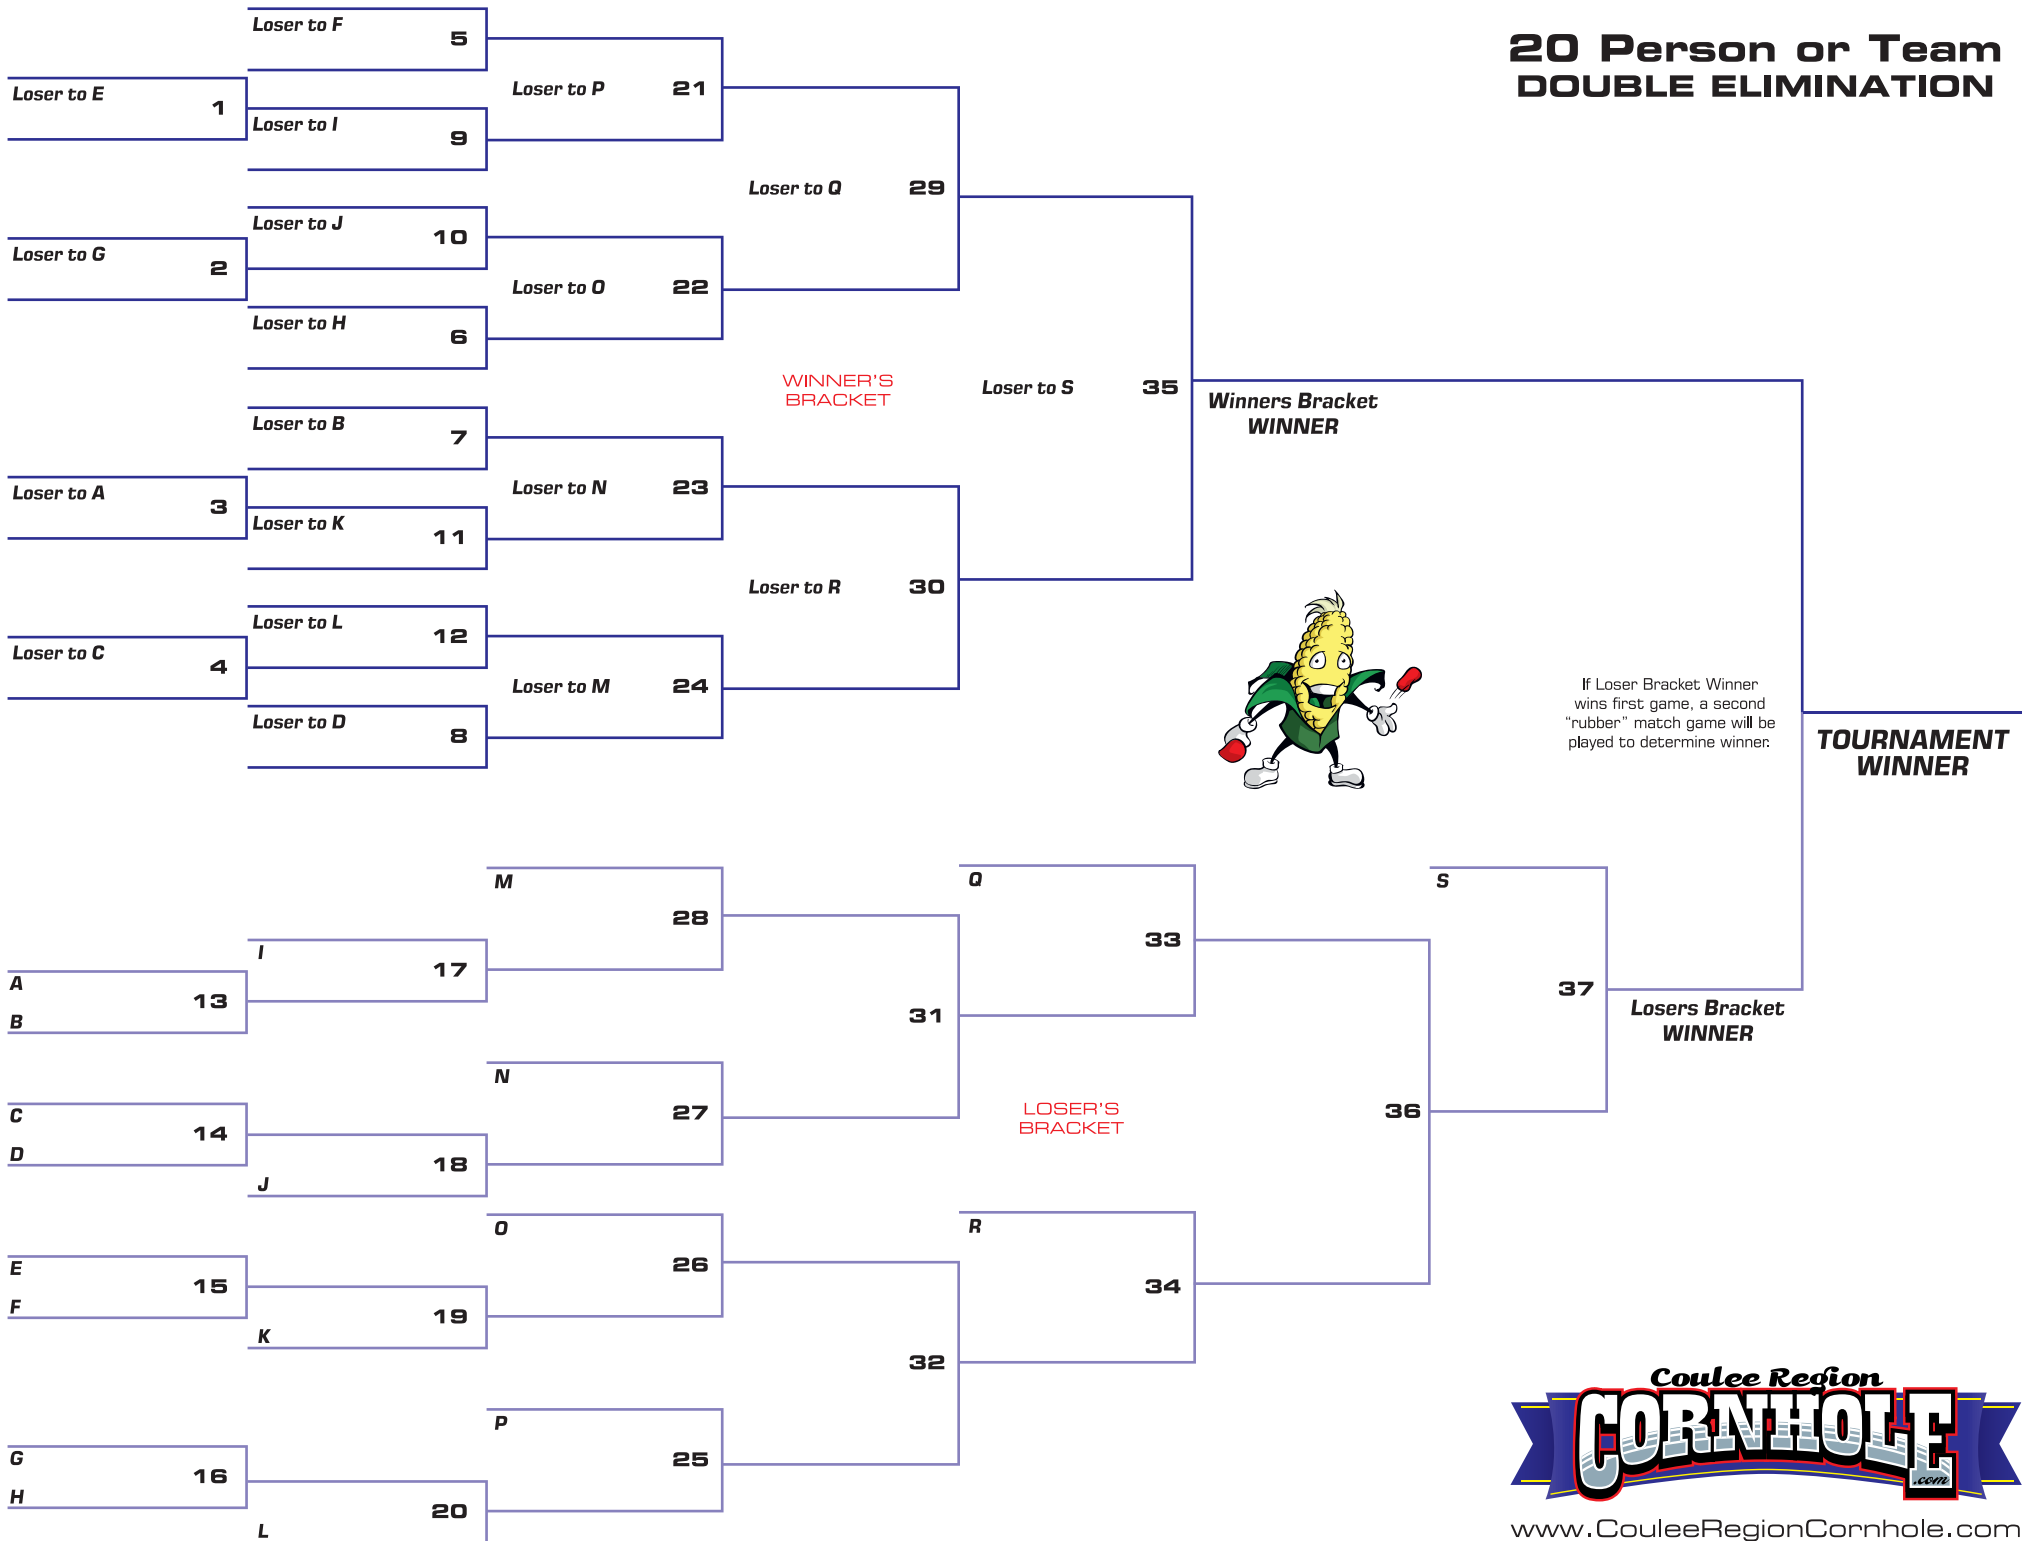 20 Person or Team
DOUBLE ELIMINATION
Loser to F
5
Loser to E
1
Loser to I
9
Loser to P
21
Loser to J
10
Loser to G
2
Loser to H
6
Loser to O
22
Loser to Q
29
Loser to B
7
Loser to A
3
Loser to K
11
Loser to N
23
Loser to L
12
Loser to C
4
Loser to D
8
Loser to M
24
Loser to R
30
WINNER'S
BRACKET
Loser to S
35
Winners Bracket
WINNER
If Loser Bracket Winner
wins first game, a second
“rubber” match game will be
played to determine winner.
TOURNAMENT
WINNER
M
28
I
17
A
13
B
N
27
C
14
D
18
J
31
Q
33
S
37
Losers Bracket
WINNER
LOSER'S
BRACKET
36
O
26
E
15
F
19
K
R
34
32
P
25
G
16
H
20
L
Coulee Region
CORNHOLE
.com
www.CouleeRegionCornhole.com